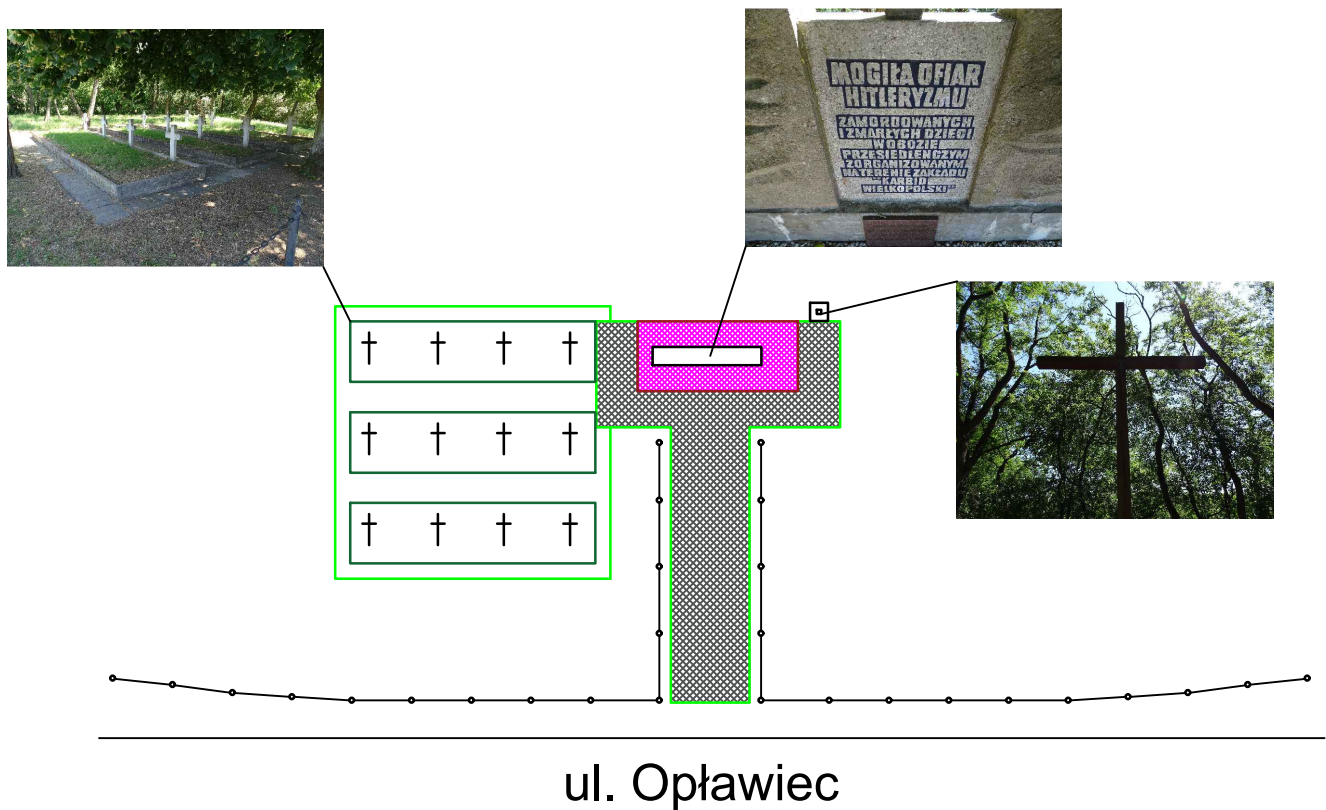 MOGIŁA OFIAR
HITLERYZMU
ZAMORDOWANYCH
I ZMARŁYCH DZIECI
W OBOZIE
PRZESIEDLEŃCZYM
ZORGANIZOWANYM
NA TERENIE ZAKŁADU
"KARBID
WIELKOPOLSKI"
ul. Opławiec